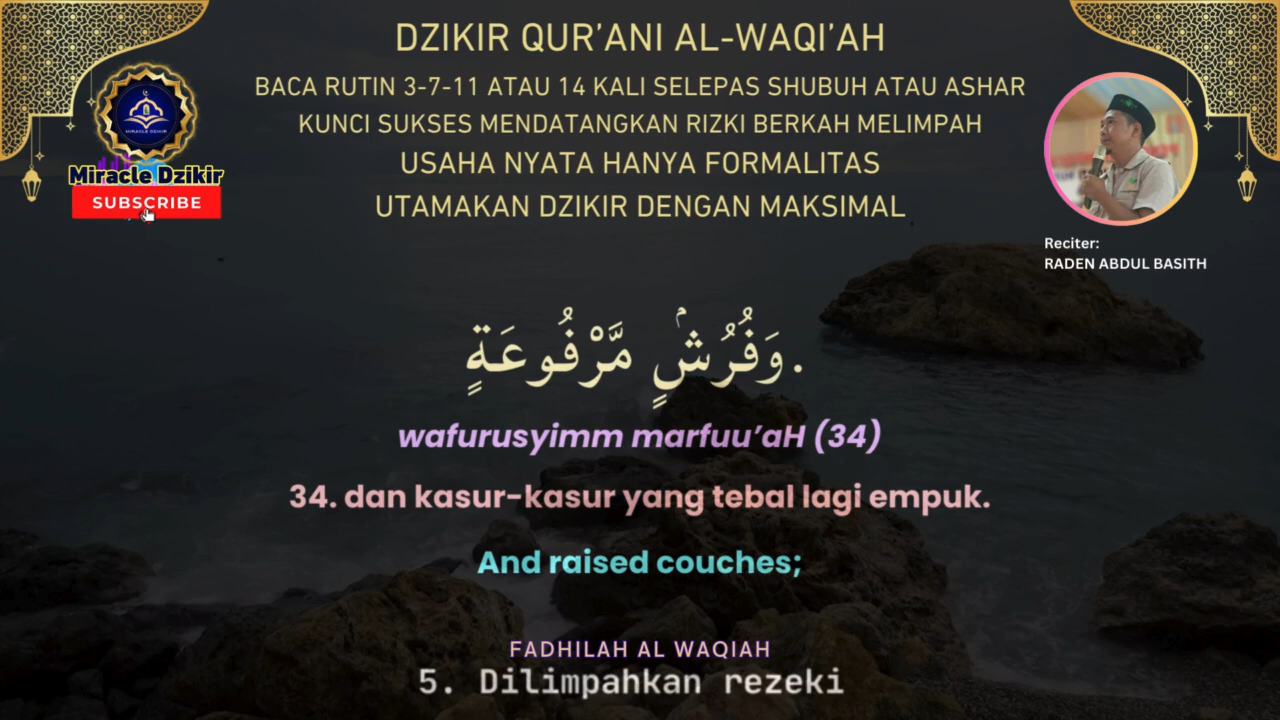 DZIKIR QUR'ANI AL-WAQI'AH
BACA RUTIN 3-7-11 ATAU 14 KALI SELEPAS SHUBUH ATAU ASHAR
KUNCI SUKSES MENDATANGKAN RIZKI BERKAH MELIMPAH
USAHA NYATA HANYA FORMALITAS
UTAMAKAN DZIKIR DENGAN MAKSIMAL
MIRACLE DZIKIR
Miracle Dzikir
SUBSCRIBE
Reciter:
RADEN ABDUL BASITH
.وَفُرُشٍۢ مَّرْفُوعَةٍ
wafurusyimm marfuu'aH (34)
34. dan kasur-kasur yang tebal lagi empuk.
And raised couches;
FADHILAH AL WAQIAH
5. Dilimpahkan rezeki